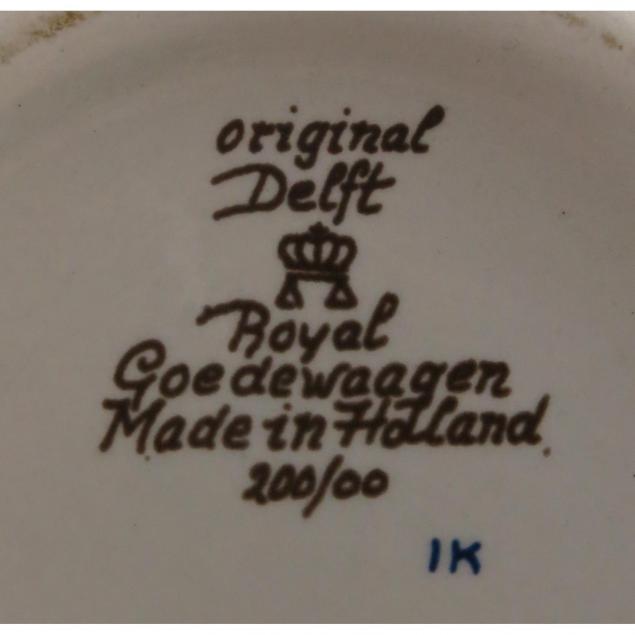 original
Delft
Royal
Goedewaagen
Made in Holland
200/00
IK